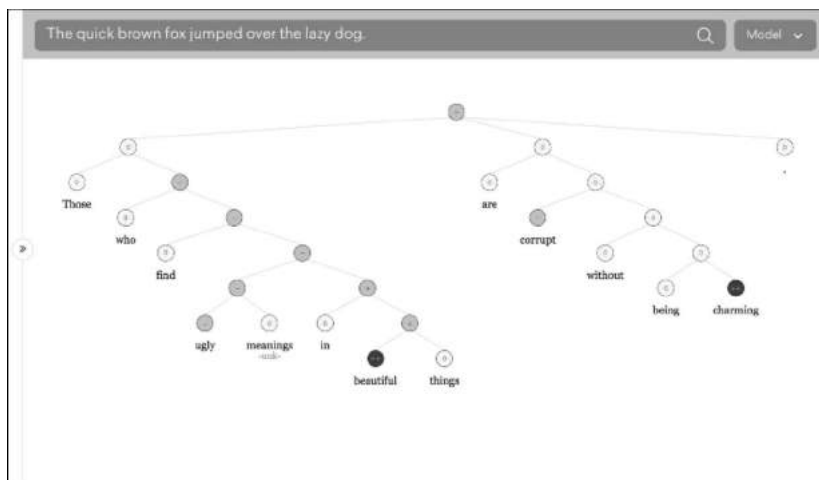 The quick brown fox jumped over the lazy dog.
Model
Those
who
find
ugly
meanings
<unk>
in
beautiful
things
are
corrupt
without
being
charming
.